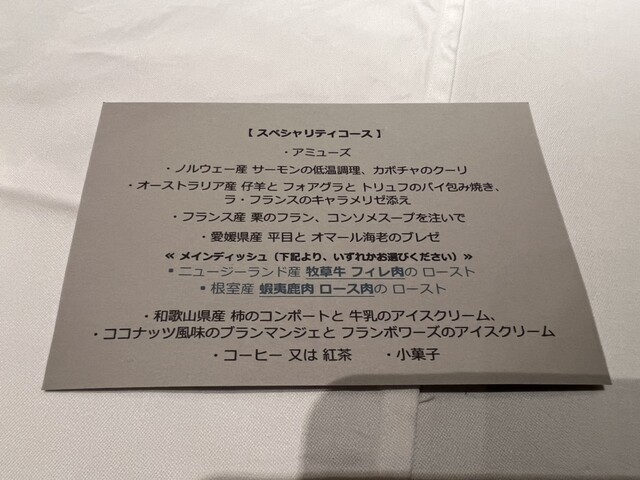 【 スペシャリティコース 】
・アミューズ
・ノルウェー産 サーモンの低温調理、カボチャのクーリ
・オーストラリア産 仔羊と フォアグラと トリュフのパイ包み焼き、
ラ・フランスのキャラメリゼ添え
・フランス産 栗のフラン、コンソメスープを注いで
・愛媛県産 平目と オマール海老のブレゼ
≪ メインディッシュ（下記より、いずれかお選びください）≫
* ニュージーランド産 牧草牛 フィレ肉の ロースト
* 根室産 蝦夷鹿肉 ロース肉の ロースト
・和歌山県産 柿のコンポートと 牛乳のアイスクリーム、
・ココナッツ風味のブランマンジェと フランボワーズのアイスクリーム
・コーヒー 又は 紅茶　・小菓子